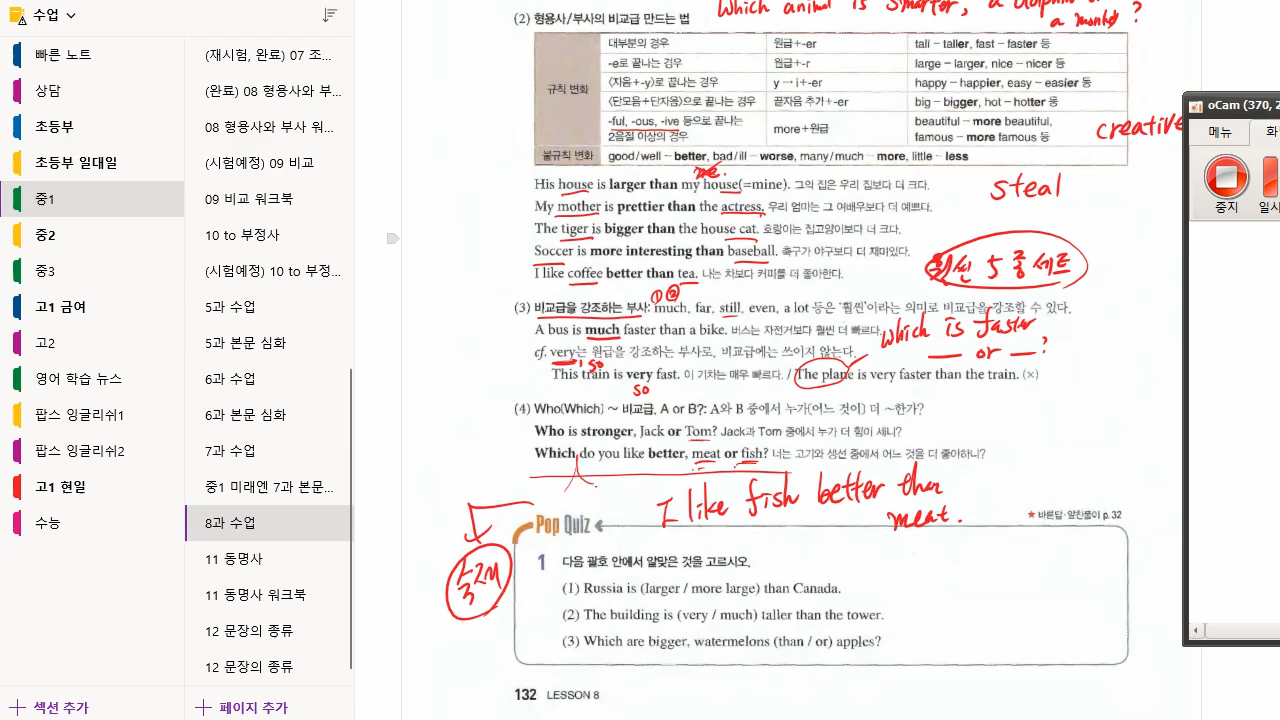 수업
빠른 노트
상담
초등부
초등부 일대일
중1
중2
중3
고1 금여
고2
영어 학습 뉴스
팝스 잉글리쉬1
팝스 잉글리쉬2
고1 현일
수능
섹션 추가
(재시험, 완료) 07 조...
(완료) 08 형용사와 부...
08 형용사와 부사 워...
(시험예정) 09 비교
09 비교 워크북
10 to 부정사
(시험예정) 10 to 부정...
5과 수업
5과 본문 심화
6과 수업
6과 본문 심화
7과 수업
중1 미래엔 7과 본문...
8과 수업
11 동명사
11 동명사 워크북
12 문장의 종류
12 문장의 종류
페이지 추가
Which animal is smarter, a dolphin
a monkey?
(2) 형용사/부사의 비교급 만드는 법
규칙 변화
대부분의 경우 원급+-er tall – taller, fast – faster 등
-e로 끝나는 경우 원급+-r large – larger, nice – nicer 등
〈자음+-y〉로 끝나는 경우 y → i+-er happy – happier, easy – easier 등
〈단모음+단자음〉으로 끝나는 경우 끝자음 추가+-er big – bigger, hot – hotter 등
-ful, -ous, -ive 등으로 끝나는 2음절 이상의 경우 more+원급 beautiful – more beautiful, famous – more famous 등
불규칙 변화 good/well – better, bad/ill – worse, many/much – more, little – less
creative
me.
His house is larger than my house(=mine). 그의 집은 우리 집보다 더 크다.
steal
My mother is prettier than the actress. 우리 엄마는 그 여배우보다 더 예쁘다.
The tiger is bigger than the house cat. 호랑이는 집고양이보다 더 크다.
Soccer is more interesting than baseball. 축구가 야구보다 더 재미있다.
I like coffee better than tea. 나는 차보다 커피를 더 좋아한다.
훨씬 5종세트
① ②
(3) 비교급을 강조하는 부사: much, far, still, even, a lot 등은 '훨씬'이라는 의미로 비교급을 강조할 수 있다.
A bus is much faster than a bike. 버스는 자전거보다 훨씬 더 빠르다.
Which is faster
or ?
cf. very는 원급을 강조하는 부사로, 비교급에는 쓰이지 않는다.
, so
This train is very fast. 이 기차는 매우 빠르다. / The plane is very faster than the train. (×)
so
(4) Who(Which) ~ 비교급, A or B?: A와 B 중에서 누가(어느 것이) 더 ~한가?
Who is stronger, Jack or Tom? Jack과 Tom 중에서 누가 더 힘이 세니?
Which do you like better, meat or fish? 너는 고기와 생선 중에서 어느 것을 더 좋아하니?
I like fish better than
meat.
숙제
Pop Quiz
★ 바른답·알찬풀이 p.32
1 다음 괄호 안에서 알맞은 것을 고르시오.
(1) Russia is (larger / more large) than Canada.
(2) The building is (very / much) taller than the tower.
(3) Which are bigger, watermelons (than / or) apples?
132 LESSON 8
oCam (370, 2
메뉴
화
중지
일시